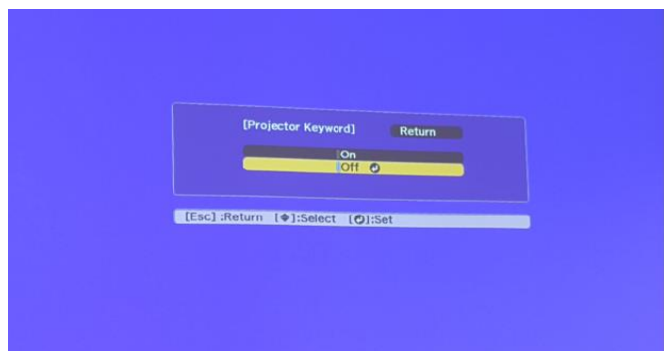 [Projector Keyword] Return
On
Off
[Esc] :Return [◆]:Select [↵]:Set